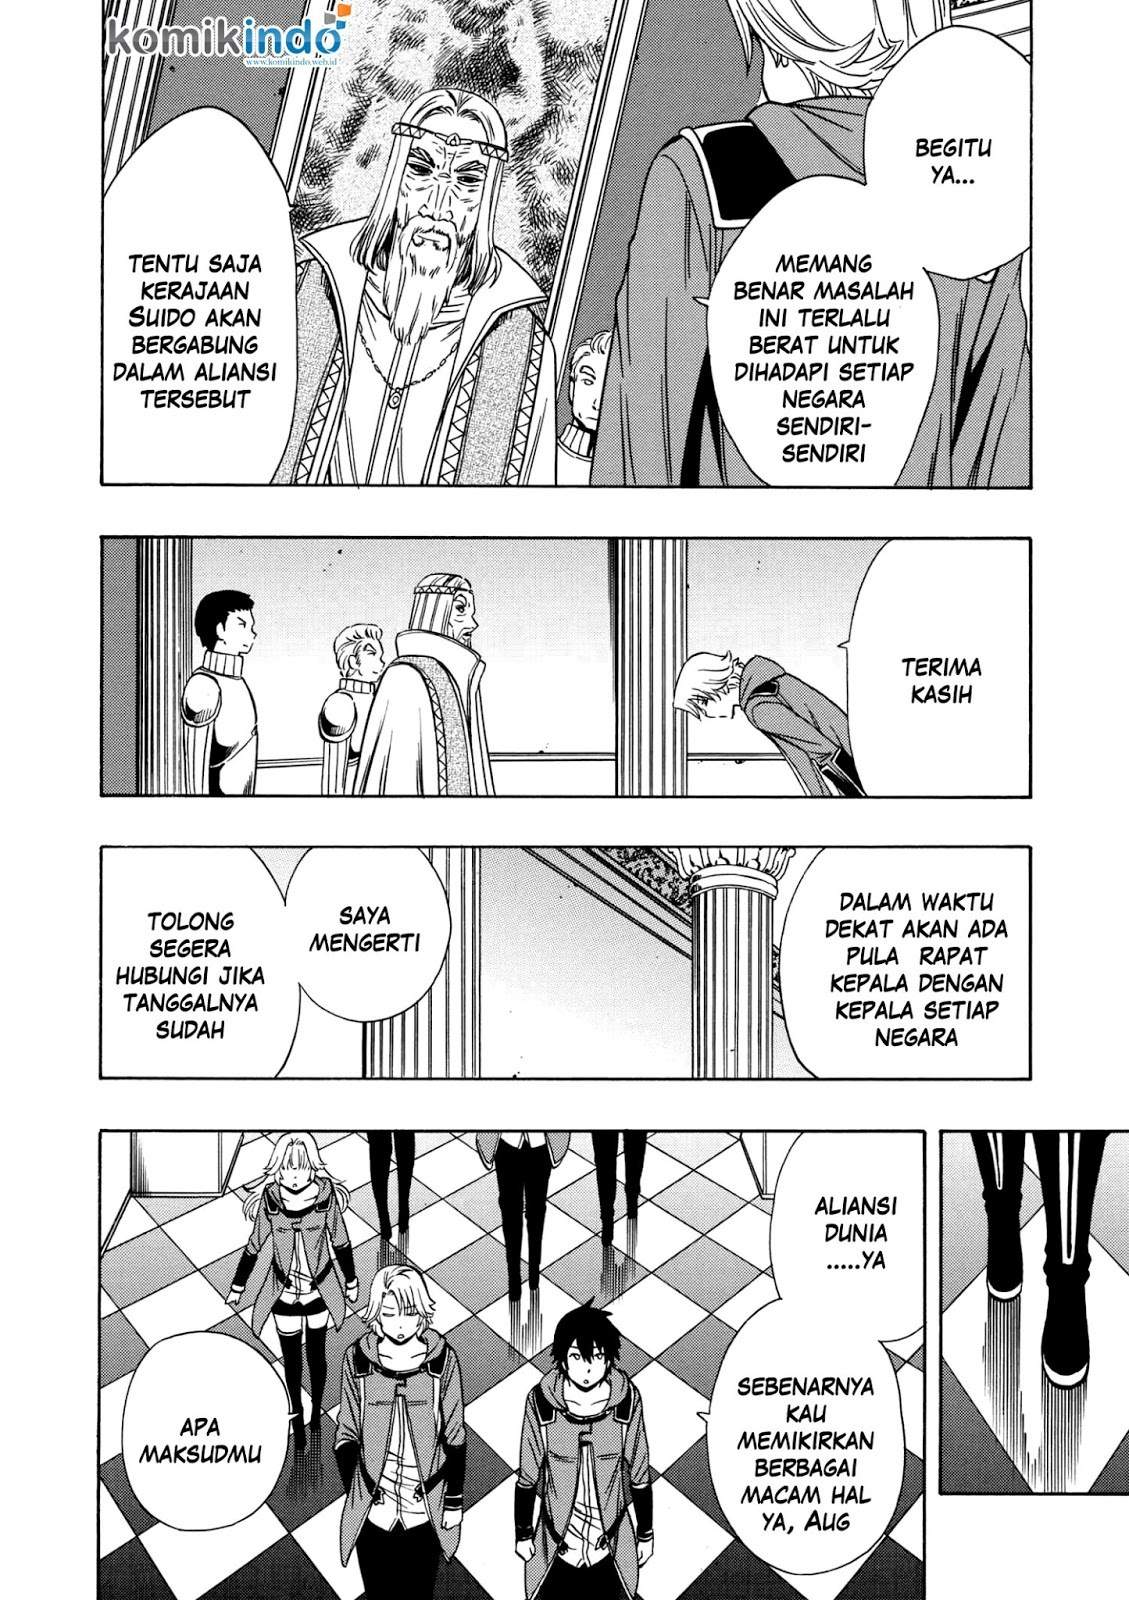 komikindo
www.komikindo.web.id
BEGITU
YA...
MEMANG
BENAR MASALAH
INI TERLALU
BERAT UNTUK
DIHADAPI SETIAP
NEGARA
SENDIRI-
SENDIRI
TENTU SAJA
KERAJAAN
SUIDO AKAN
BERGABUNG
DALAM ALIANSI
TERSEBUT
TERIMA
KASIH
DALAM WAKTU
DEKAT AKAN ADA
PULA RAPAT
KEPALA DENGAN
KEPALA SETIAP
NEGARA
SAYA
MENGERTI
TOLONG
SEGERA
HUBUNGI JIKA
TANGGALNYA
SUDAH
ALIANSI
DUNIA
.....YA
SEBENARNYA
KAU
MEMIKIRKAN
BERBAGAI
MACAM HAL
YA, AUG
APA
MAKSUDMU